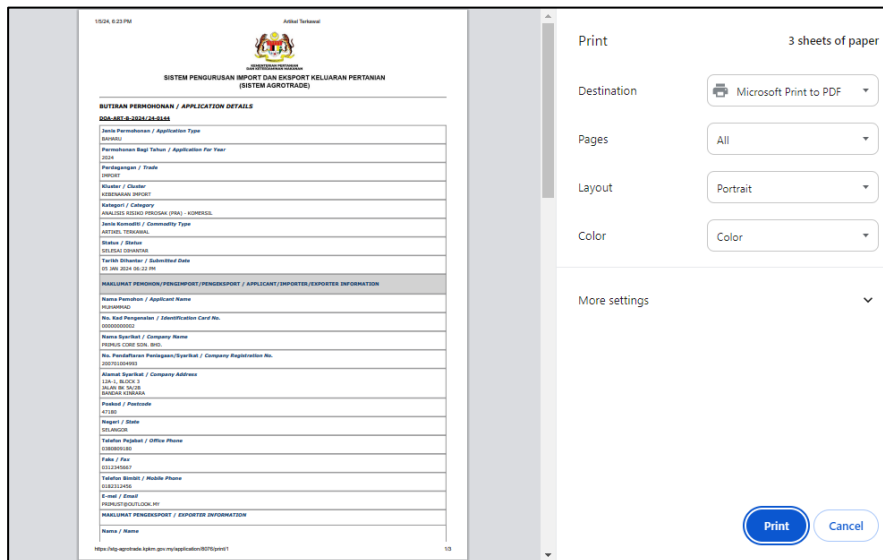 1/5/24, 6:23 PM
Artikel Terkawal
KEMENTERIAN PERTANIAN
DAN KETERJAMINAN MAKANAN
SISTEM PENGURUSAN IMPORT DAN EKSPORT KELUARAN PERTANIAN
(SISTEM AGROTRADE)
BUTIRAN PERMOHONAN / APPLICATION DETAILS
DOA-ART-B-2024/24-0144
Jenis Permohonan / Application Type
BAHARU
Permohonan Bagi Tahun / Application For Year
2024
Perdagangan / Trade
IMPORT
Kluster / Cluster
KEBENARAN IMPORT
Kategori / Category
ANALISIS RISIKO PEROSAK (PRA) - KOMERSIL
Jenis Komoditi / Commodity Type
ARTIKEL TERKAWAL
Status / Status
SELESAI DIHANTAR
Tarikh Dihantar / Submitted Date
05 JAN 2024 06:22 PM
MAKLUMAT PEMOHON/PENGIMPORT/PENGEKSPORT / APPLICANT/IMPORTER/EXPORTER INFORMATION
Nama Pemohon / Applicant Name
MUHAMMAD
No. Kad Pengenalan / Identification Card No.
00000000002
Nama Syarikat / Company Name
PRIMUS CORE SDN. BHD.
No. Pendaftaran Perniagaan/Syarikat / Company Registration No.
200701004993
Alamat Syarikat / Company Address
12A-1, BLOCK 3
JALAN BK 5A/2B
BANDAR KINRARA
Poskod / Postcode
47180
Negeri / State
SELANGOR
Telefon Pejabat / Office Phone
0380809180
Faks / Fax
0312345667
Telefon Bimbit / Mobile Phone
0182312456
E-mel / Email
PRIMUST@OUTLOOK.MY
MAKLUMAT PENGEKSPORT / EXPORTER INFORMATION
Nama / Name
https://stg-agrotrade.kpkm.gov.my/application/8076/print/1
1/3
Print
3 sheets of paper
Destination
Microsoft Print to PDF
Pages
All
Layout
Portrait
Color
Color
More settings
Print
Cancel